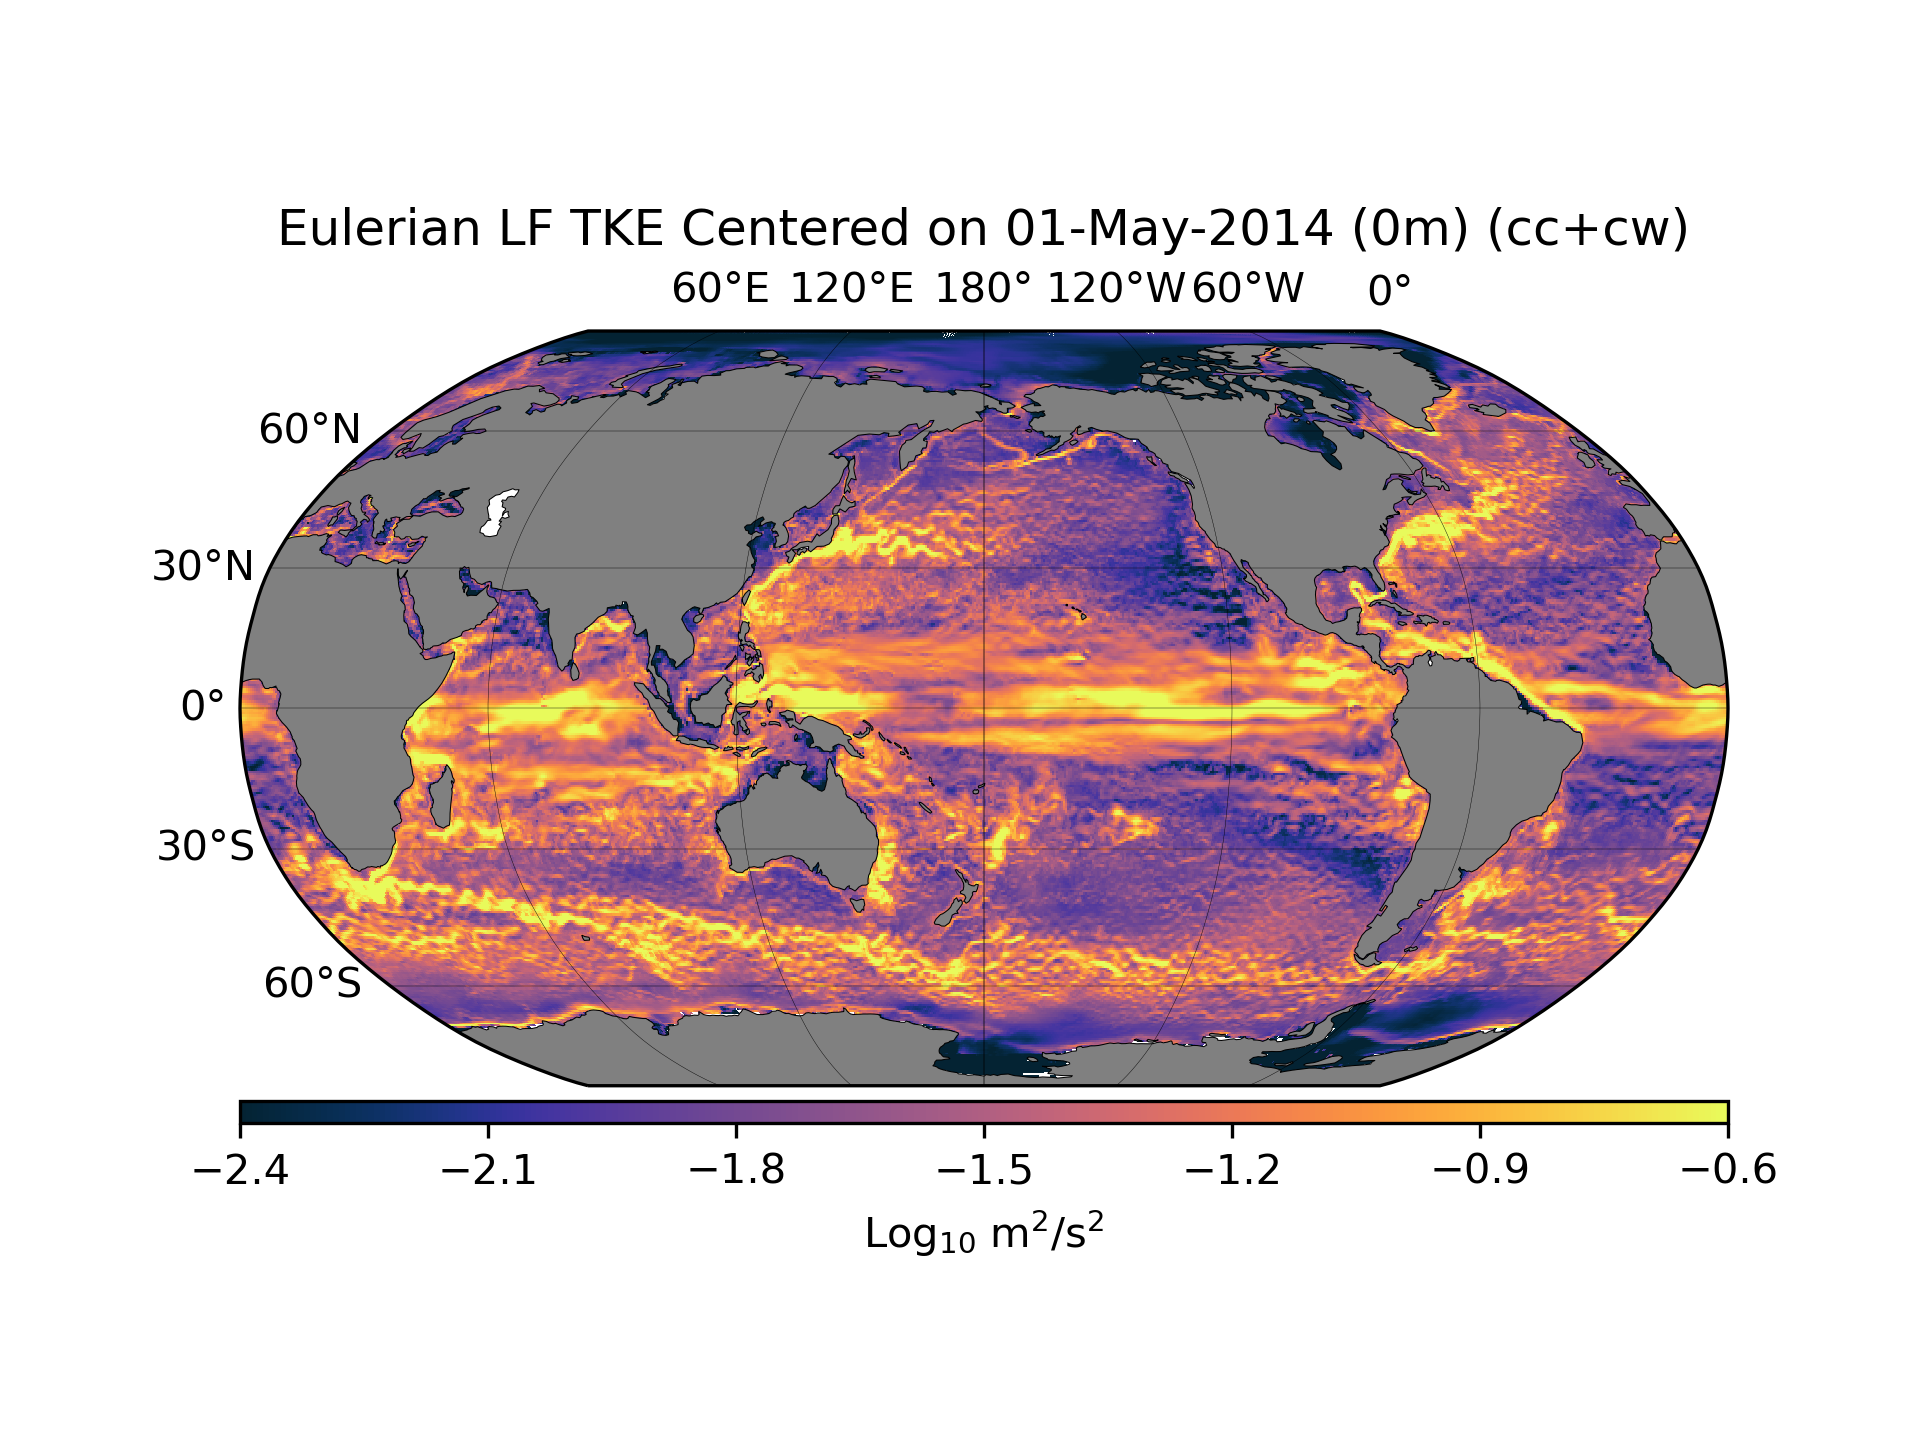 Eulerian LF TKE Centered on 01-May-2014 (0m) (cc+cw)
60°E 120°E 180° 120°W 60°W 0°
60°N
30°N
0°
30°S
60°S
−2.4 −2.1 −1.8 −1.5 −1.2 −0.9 −0.6
Log₁₀ m²/s²